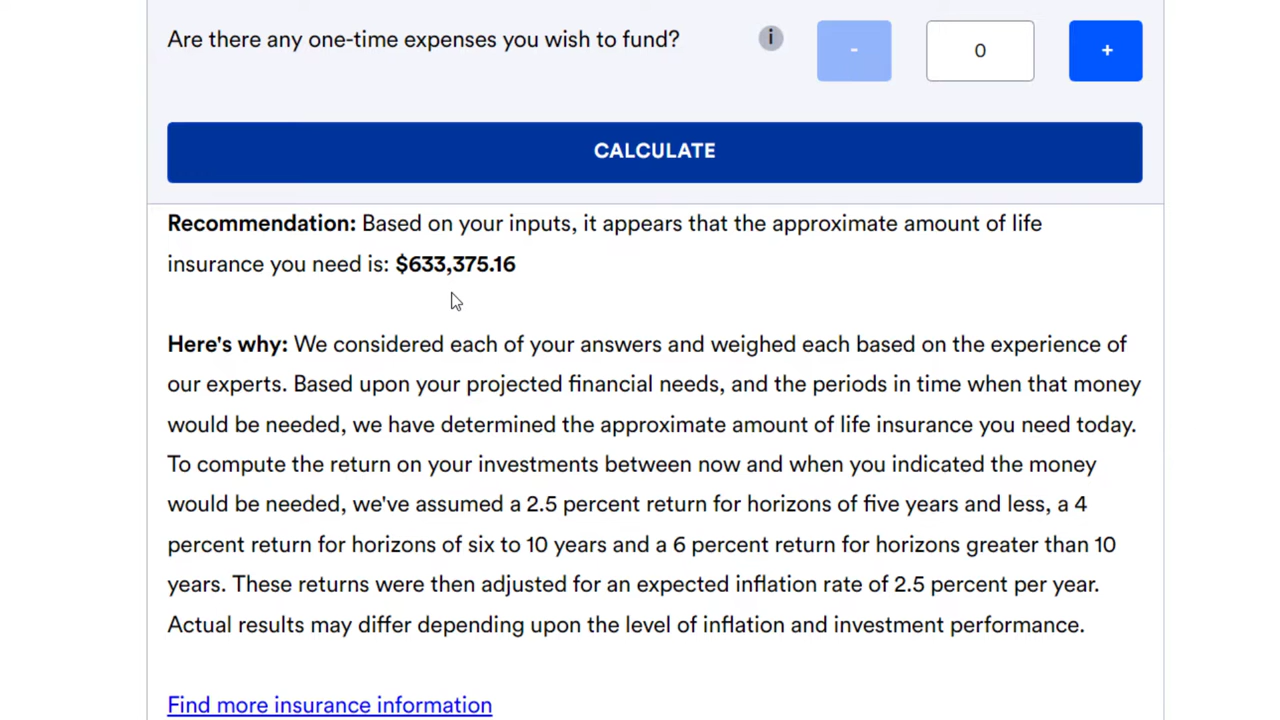 Are there any one-time expenses you wish to fund?
i
-
0
+
CALCULATE
Recommendation: Based on your inputs, it appears that the approximate amount of life
insurance you need is: $633,375.16
Here's why: We considered each of your answers and weighed each based on the experience of
our experts. Based upon your projected financial needs, and the periods in time when that money
would be needed, we have determined the approximate amount of life insurance you need today.
To compute the return on your investments between now and when you indicated the money
would be needed, we've assumed a 2.5 percent return for horizons of five years and less, a 4
percent return for horizons of six to 10 years and a 6 percent return for horizons greater than 10
years. These returns were then adjusted for an expected inflation rate of 2.5 percent per year.
Actual results may differ depending upon the level of inflation and investment performance.
Find more insurance information